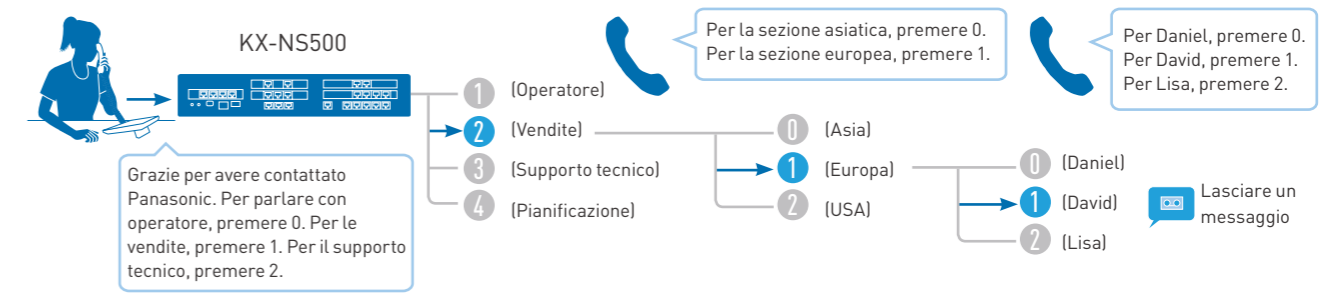 KX-NS500
Per la sezione asiatica, premere 0.
Per la sezione europea, premere 1.
Per Daniel, premere 0.
Per David, premere 1.
Per Lisa, premere 2.
1 (Operatore)
2 (Vendite)
3 (Supporto tecnico)
4 (Pianificazione)
0 (Asia)
1 (Europa)
2 (USA)
0 (Daniel)
1 (David)
2 (Lisa)
Lasciare un
messaggio
Grazie per avere contattato
Panasonic. Per parlare con
operatore, premere 0. Per le
vendite, premere 1. Per il supporto
tecnico, premere 2.